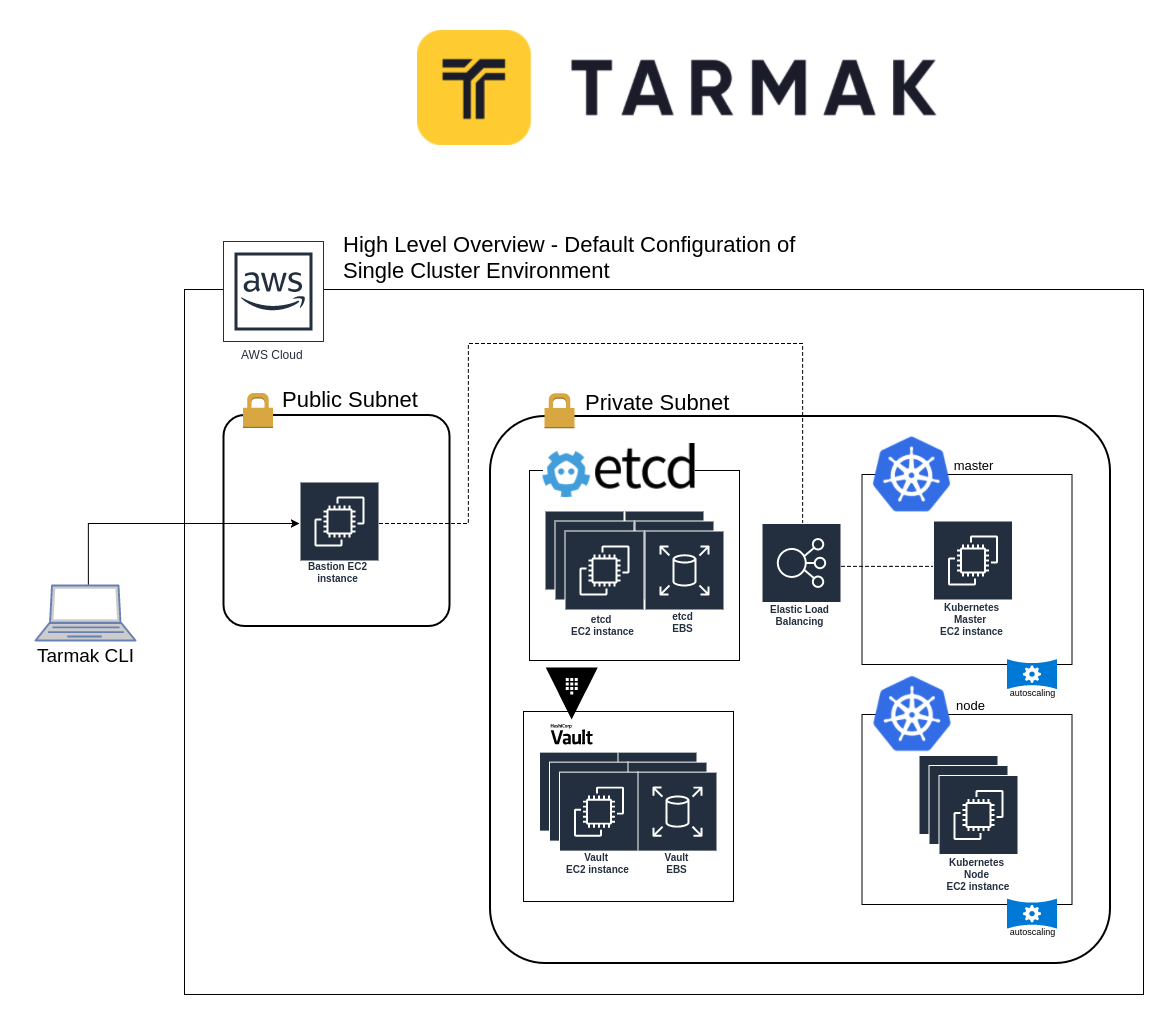 TARMAK
High Level Overview - Default Configuration of
Single Cluster Environment
aws
AWS Cloud
Public Subnet
Private Subnet
etcd
master
Bastion EC2
instance
etcd
EC2 instance
etcd
EBS
Elastic Load
Balancing
Kubernetes
Master
EC2 instance
Tarmak CLI
autoscaling
node
HashiCorp
Vault
Vault
EC2 instance
Vault
EBS
Kubernetes
Node
EC2 instance
autoscaling